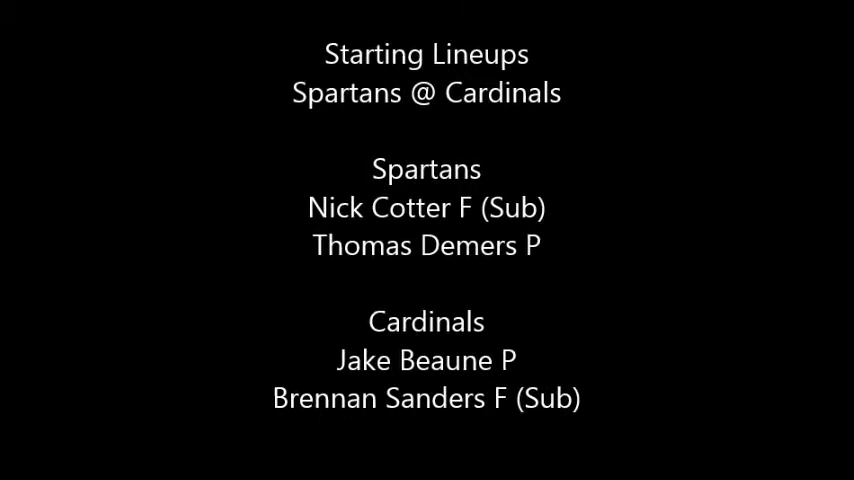 Starting Lineups
Spartans @ Cardinals
Spartans
Nick Cotter F (Sub)
Thomas Demers P
Cardinals
Jake Beaune P
Brennan Sanders F (Sub)